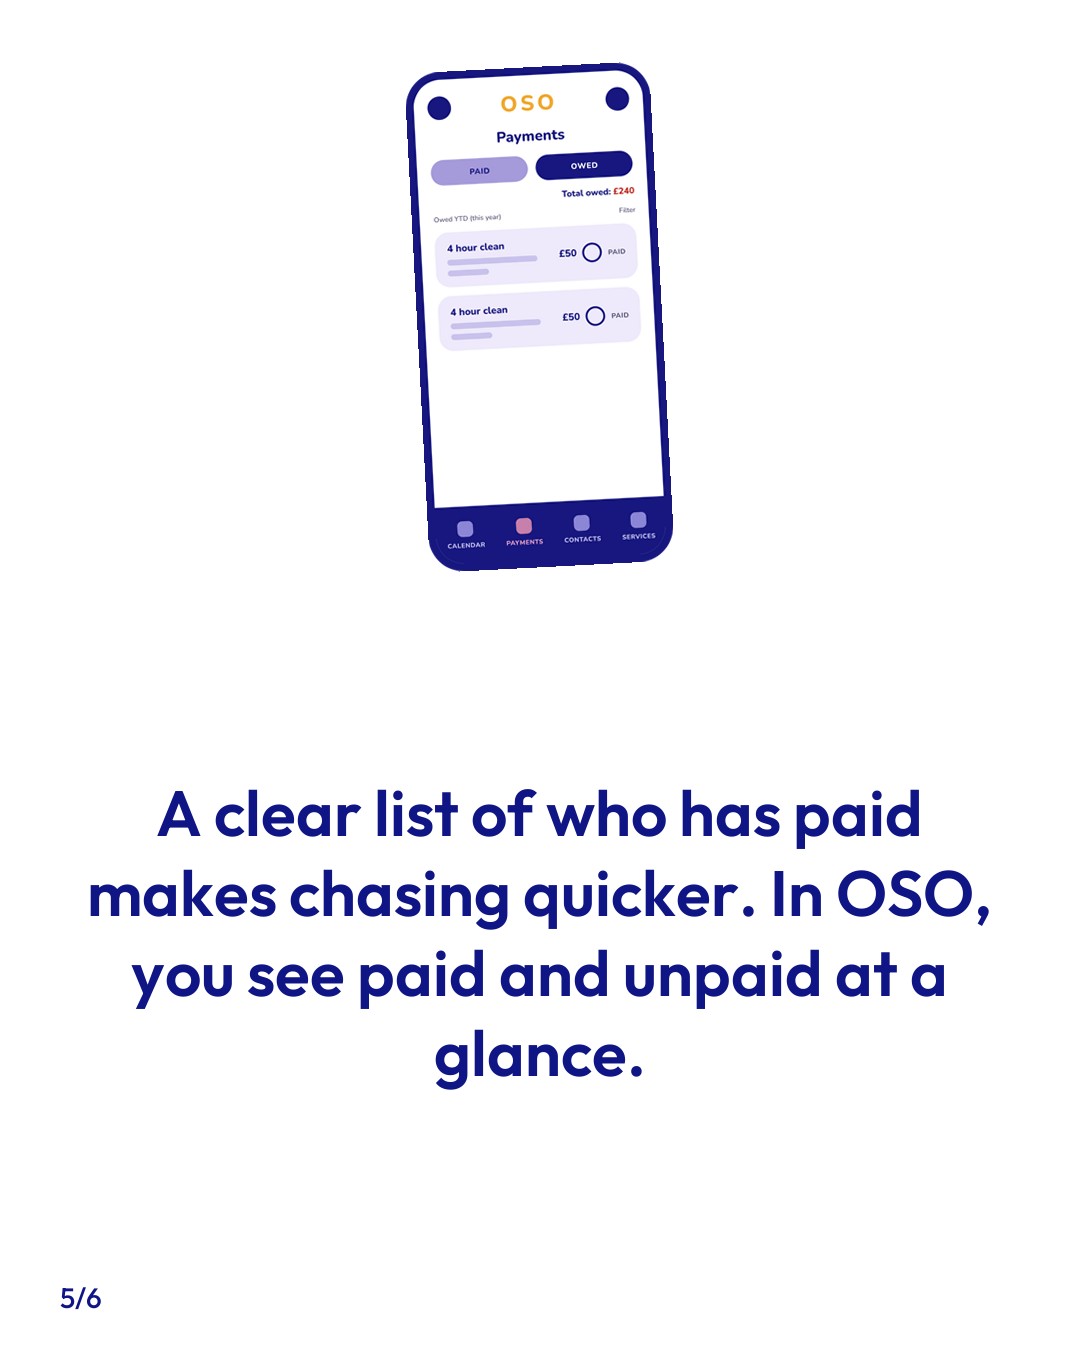 OSO
Payments
PAID
OWED
Total owed: £240
Owed YTD (this year)
Filter
4 hour clean
£50
PAID
4 hour clean
£50
PAID
CALENDAR
PAYMENTS
CONTACTS
SERVICES
A clear list of who has paid
makes chasing quicker. In OSO,
you see paid and unpaid at a
glance.
5/6